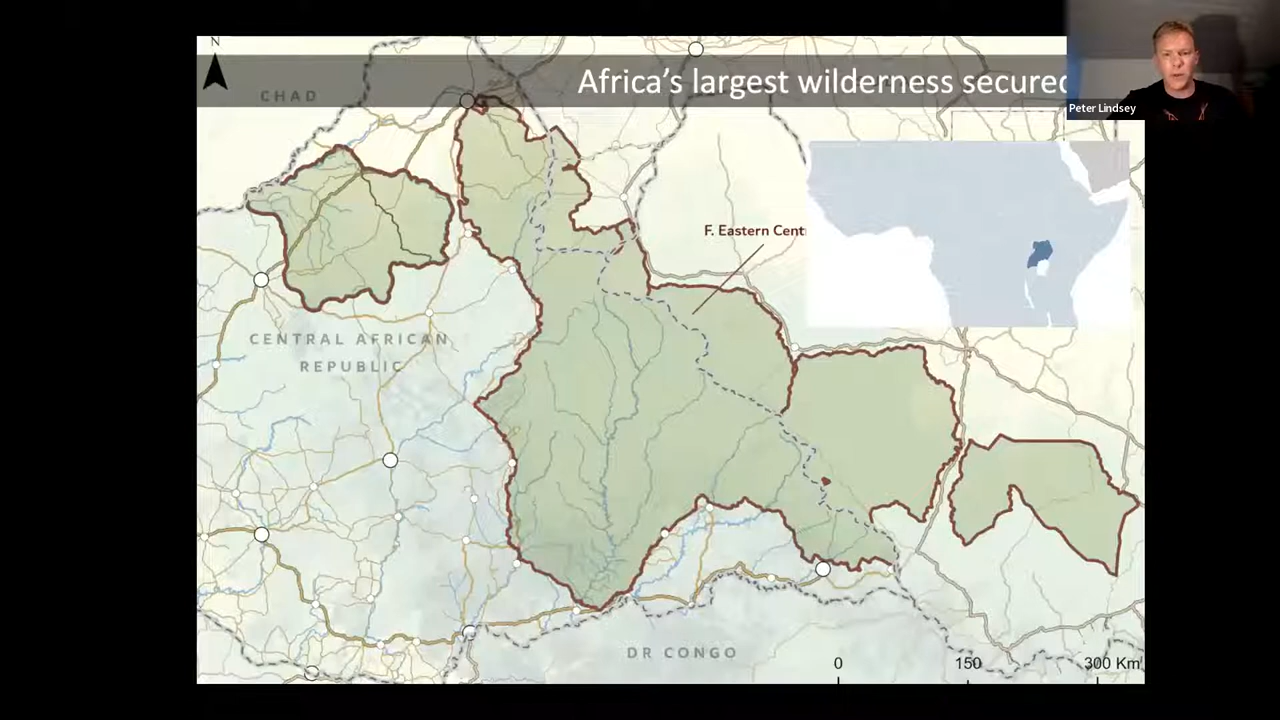 N
Africa's largest wilderness secured
Peter Lindsey
CHAD
F. Eastern Cent
CENTRAL AFRICAN
REPUBLIC
DR CONGO
0 150 300 Km